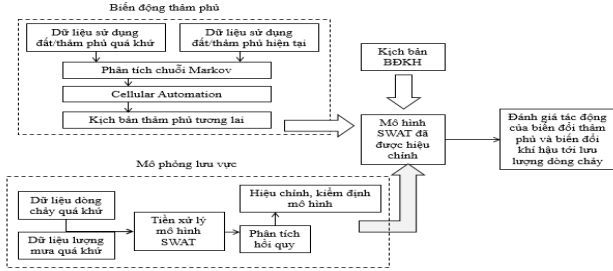 Biến động thảm phủ
Dữ liệu sử dụng
đất/thảm phủ quá khứ
Dữ liệu sử dụng
đất/thảm phủ hiện tại
Phân tích chuỗi Markov
Cellular Automation
Kịch bản thảm phủ tương lai
Kịch bản
BĐKH
Mô hình
SWAT đã
được hiệu
chỉnh
Đánh giá tác động
của biến đổi thảm
phủ và biến đổi
khí hậu tới lưu
lượng dòng chảy
Mô phỏng lưu vực
Dữ liệu dòng
chảy quá khứ
Dữ liệu lượng
mưa quá khứ
Tiền xử lý
mô hình
SWAT
Hiệu chỉnh, kiểm định
mô hình
Phân tích
hồi quy